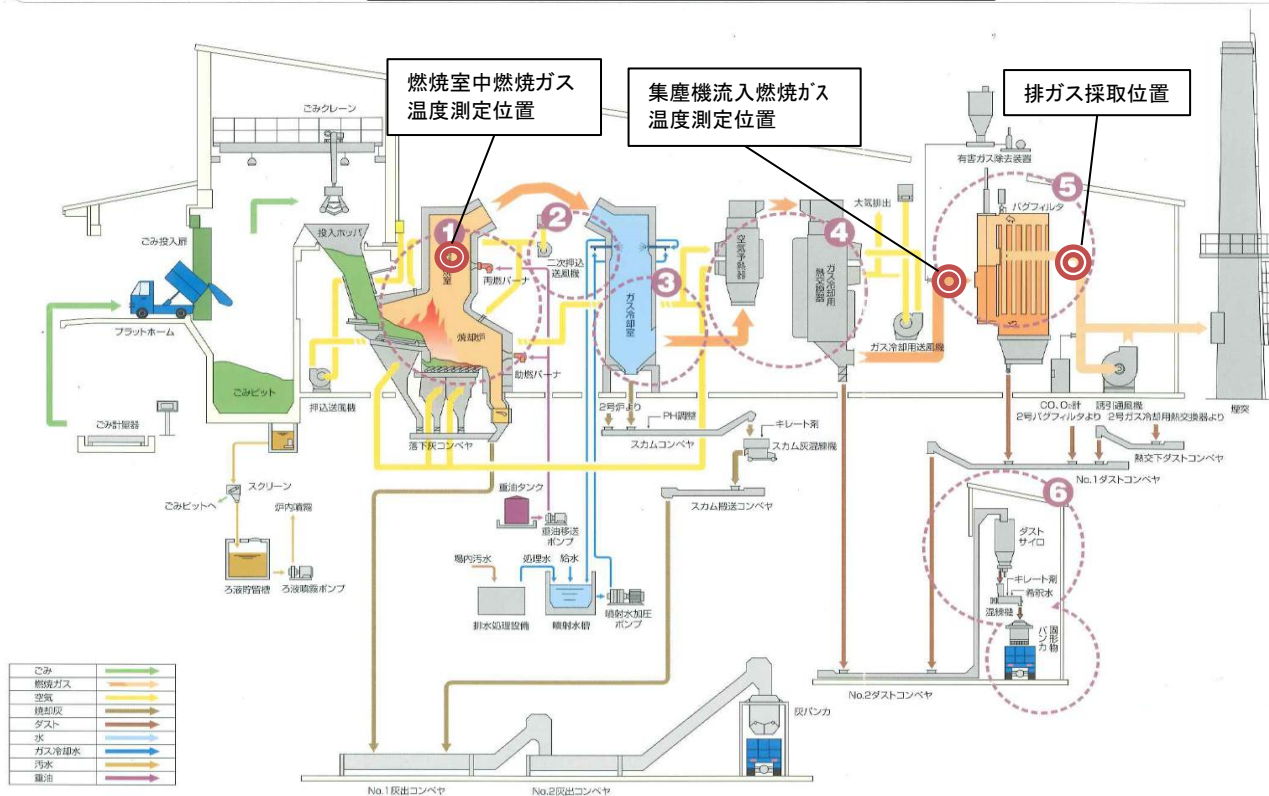 燃焼室中燃焼ガス
温度測定位置
集塵機流入燃焼ｶﾞｽ
温度測定位置
排ガス採取位置
ごみクレーン
有害ガス除去装置
⑤
バグフィルタ
大気排出
投入ホッパ
ごみ投入扉
①
②
二次押込
送風機
④
空気予熱器
ガス冷却用
熱交換器
室
再燃バーナ
③
ガス冷却室
プラットホーム
焼却炉
ガス冷却用送風機
助燃バーナ
ごみピット
押込送風機
2号炉より
PH調整
CO，O₂計
誘引通風機
煙突
2号バグフィルタより
2号ガス冷却用熱交換器より
ごみ計量器
落下灰コンベヤ
スカムコンベヤ
キレート剤
スカム灰混練機
熱交下ダストコンベヤ
No.1ダストコンベヤ
スクリーン
ごみピットへ
炉内噴霧
重油タンク
重油移送
ポンプ
スカム搬送コンベヤ
⑥
ダスト
サイロ
場内汚水
処理水
給水
キレート剤
希釈水
混練機
ろ液貯留槽
ろ液噴霧ポンプ
排水処理設備
噴射水槽
噴射水加圧
ポンプ
固形物
バンカ
No.2ダストコンベヤ
灰バンカ
ごみ
燃焼ガス
空気
焼却灰
ダスト
水
ガス冷却水
汚水
重油
No.1灰出コンベヤ
No.2灰出コンベヤ